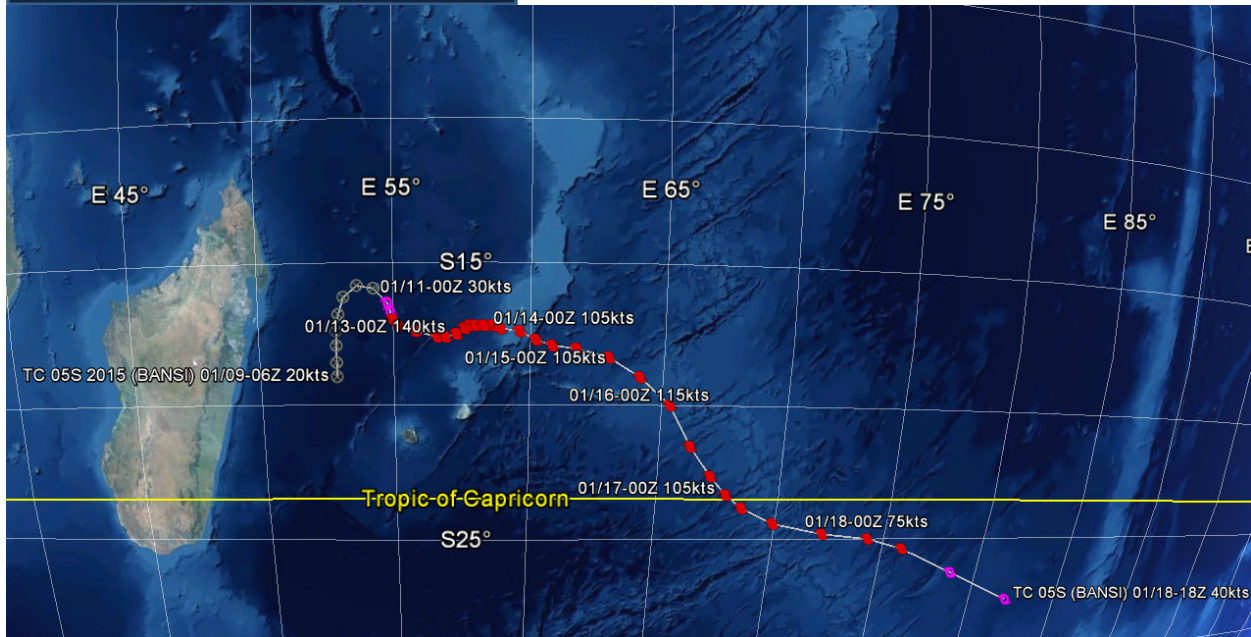 E 45°
E 55°
E 65°
E 75°
E 85°
S15°
01/11-00Z 30kts
01/13-00Z 140kts
01/14-00Z 105kts
01/15-00Z 105kts
TC 05S 2015 (BANSI) 01/09-06Z 20kts
01/16-00Z 115kts
01/17-00Z 105kts
Tropic of Capricorn
01/18-00Z 75kts
S25°
TC 05S (BANSI) 01/18-18Z 40kts